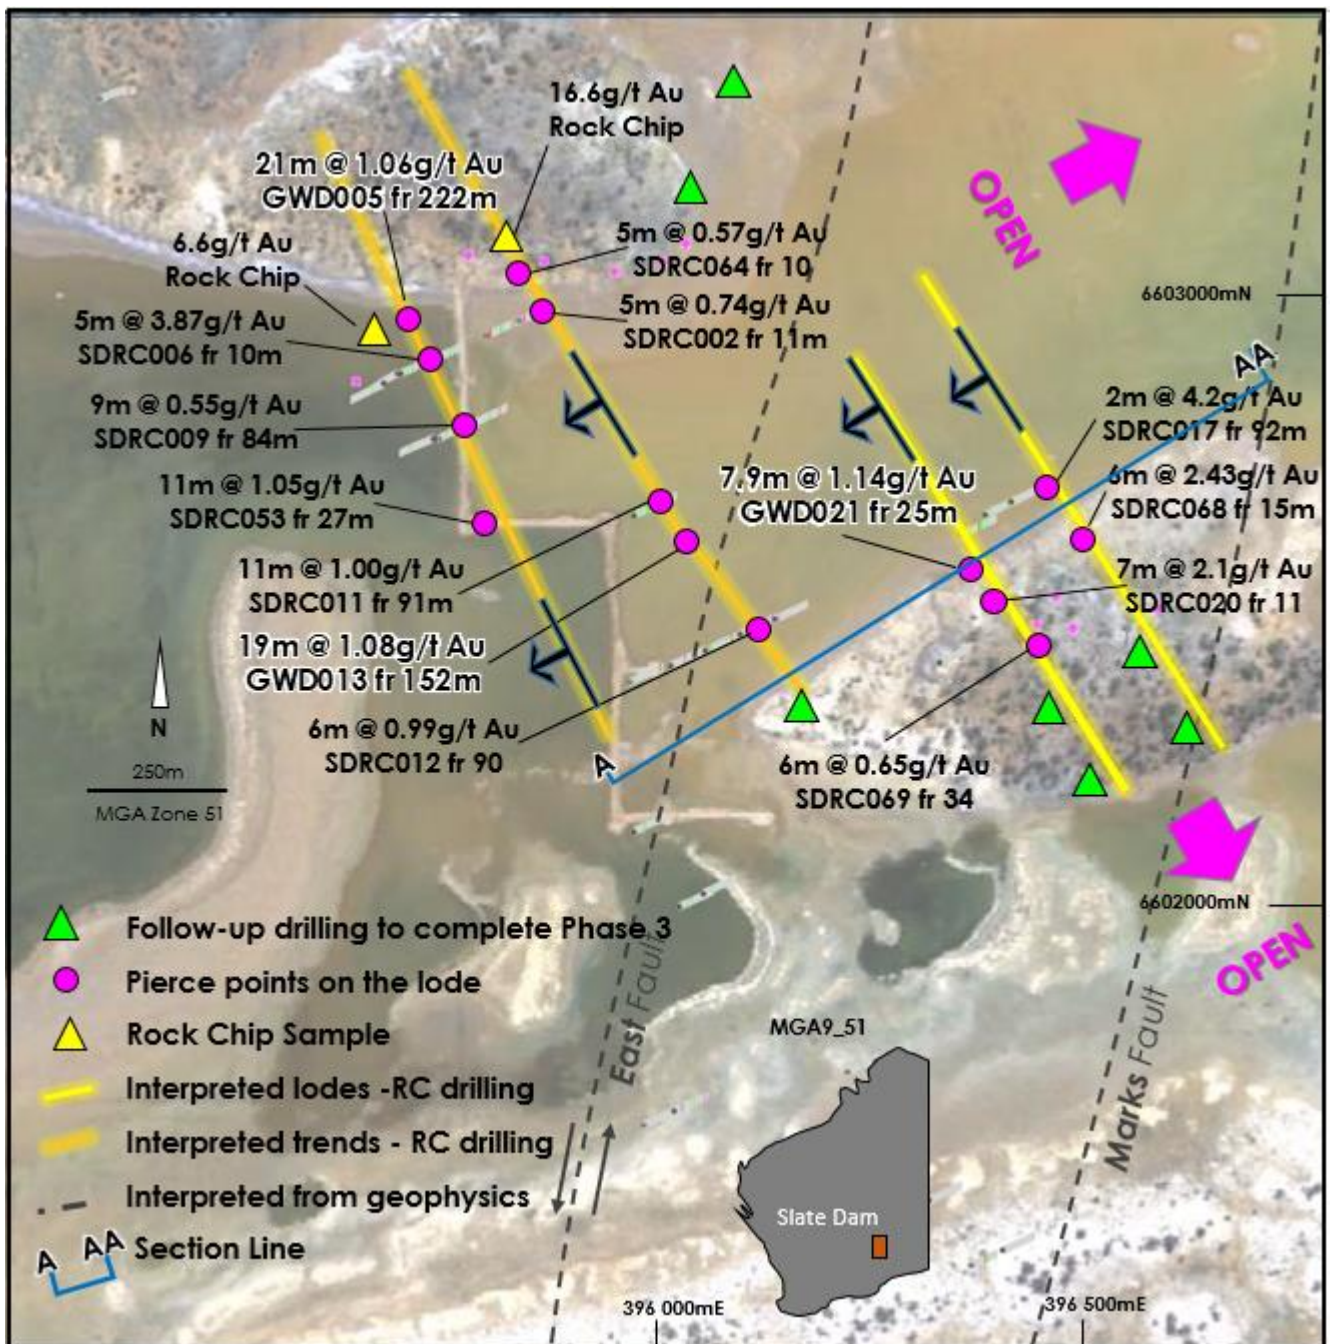 16.6g/t Au
Rock Chip
21m @ 1.06g/t Au
GWD005 fr 222m
6.6g/t Au
Rock Chip
5m @ 0.57g/t Au
SDRC064 fr 10
OPEN
5m @ 3.87g/t Au
SDRC006 fr 10m
5m @ 0.74g/t Au
SDRC002 fr 11m
6603000mN
AA
9m @ 0.55g/t Au
SDRC009 fr 84m
2m @ 4.2g/t Au
SDRC017 fr 92m
11m @ 1.05g/t Au
SDRC053 fr 27m
7.9m @ 1.14g/t Au
GWD021 fr 25m
6m @ 2.43g/t Au
SDRC068 fr 15m
11m @ 1.00g/t Au
SDRC011 fr 91m
7m @ 2.1g/t Au
SDRC020 fr 11
19m @ 1.08g/t Au
GWD013 fr 152m
N
250m
MGA Zone 51
6m @ 0.99g/t Au
SDRC012 fr 90
A
6m @ 0.65g/t Au
SDRC069 fr 34
6602000mN
OPEN
Follow-up drilling to complete Phase 3
Pierce points on the lode
Rock Chip Sample
Interpreted lodes -RC drilling
Interpreted trends - RC drilling
Interpreted from geophysics
A AA Section Line
East Fault
MGA9_51
Marks Fault
Slate Dam
396 000mE
396 500mE